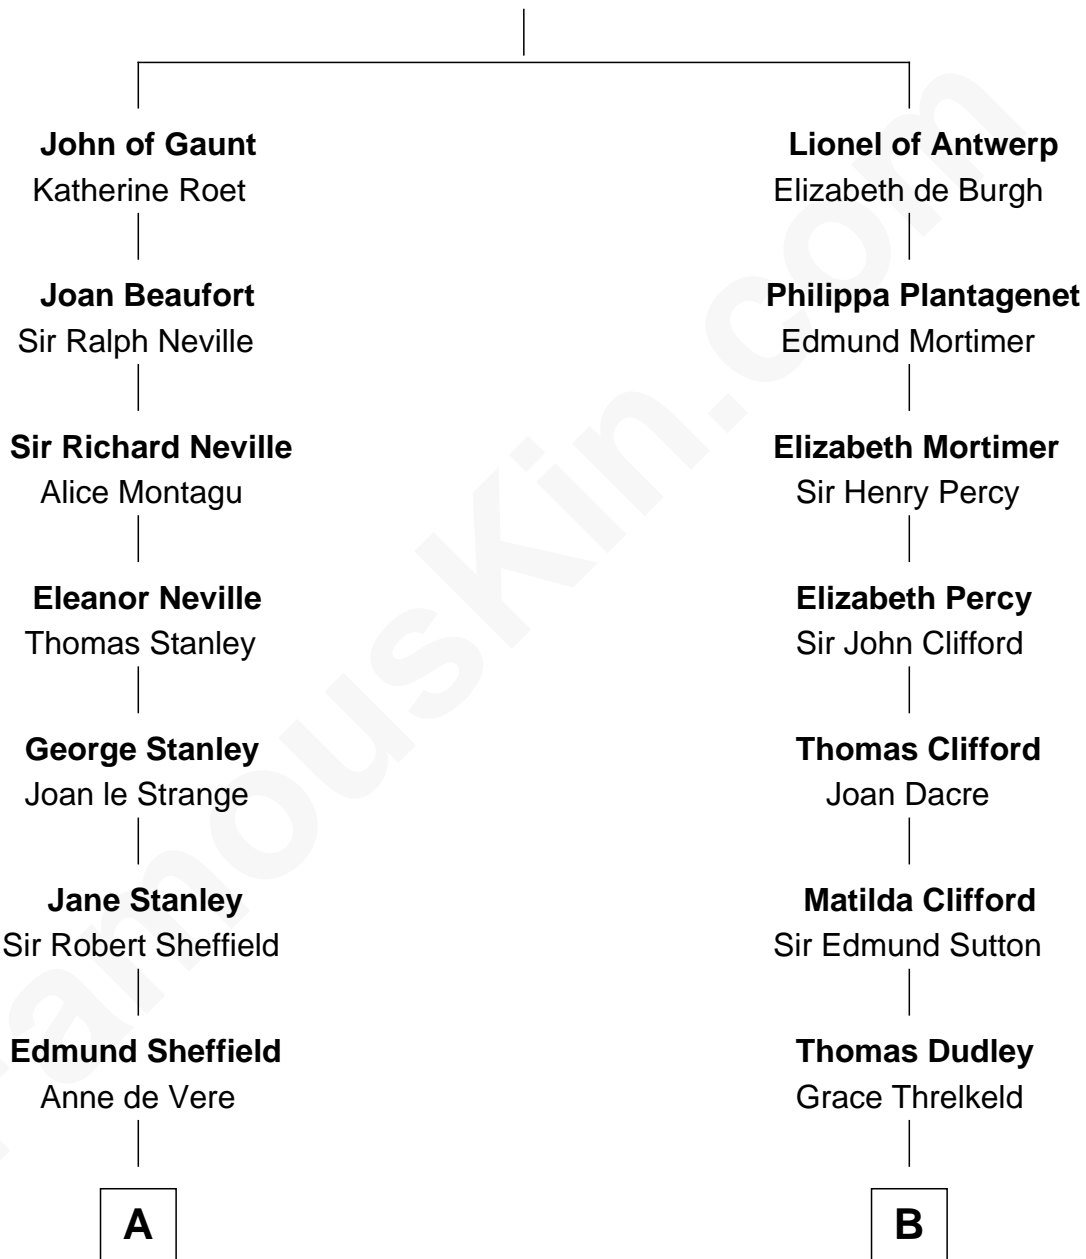 John of Gaunt
Katherine Roet
Joan Beaufort
Sir Ralph Neville
Sir Richard Neville
Alice Montagu
Eleanor Neville
Thomas Stanley
George Stanley
Joan le Strange
Jane Stanley
Sir Robert Sheffield
Edmund Sheffield
Anne de Vere
A
Lionel of Antwerp
Elizabeth de Burgh
Philippa Plantagenet
Edmund Mortimer
Elizabeth Mortimer
Sir Henry Percy
Elizabeth Percy
Sir John Clifford
Thomas Clifford
Joan Dacre
Matilda Clifford
Sir Edmund Sutton
Thomas Dudley
Grace Threlkeld
B
FamousKin.com